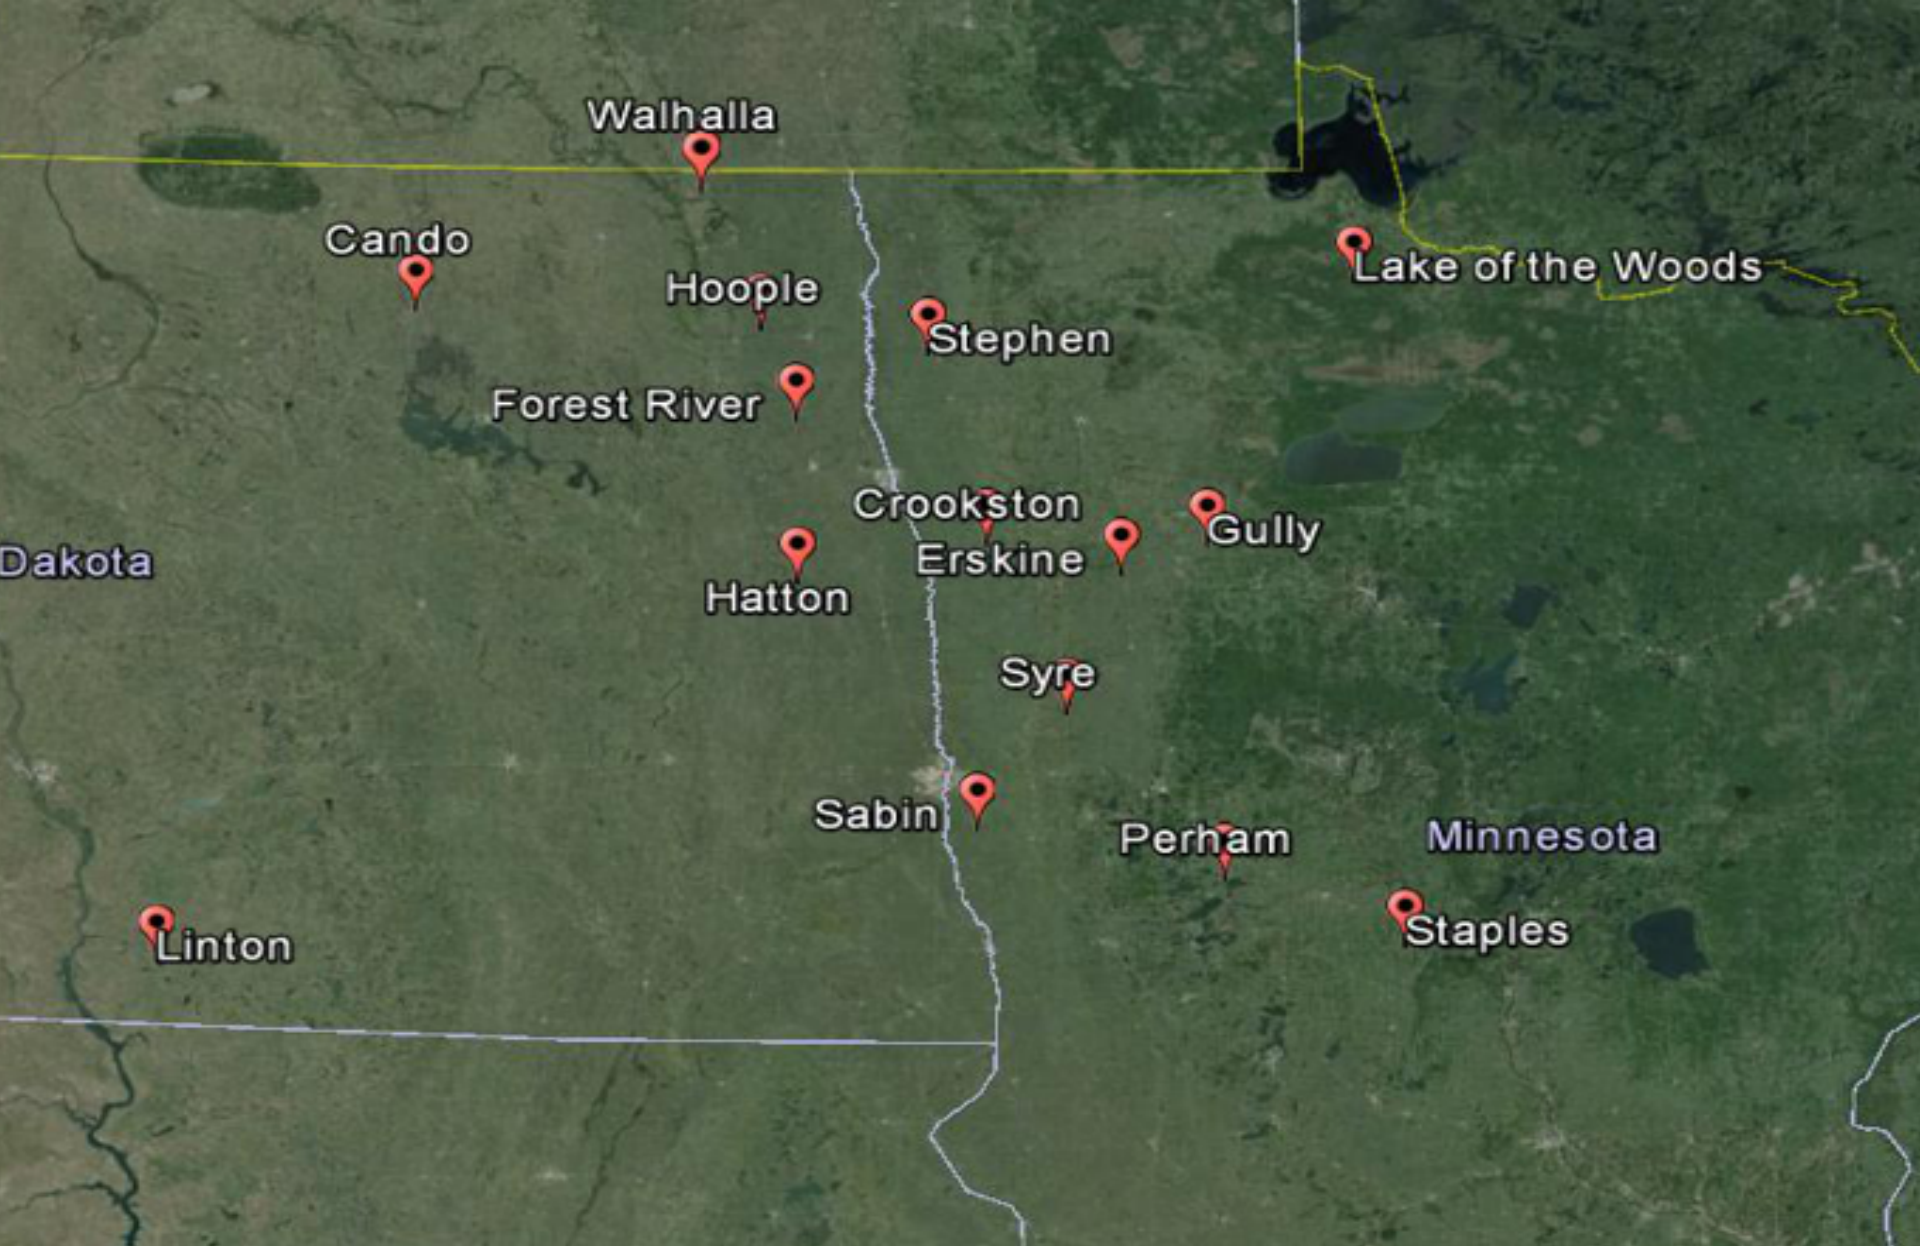 Walhalla
Cando
Lake of the Woods
Hoople
Stephen
Forest River
Crookston
Gully
Erskine
Dakota
Hatton
Syre
Sabin
Perham
Minnesota
Staples
Linton